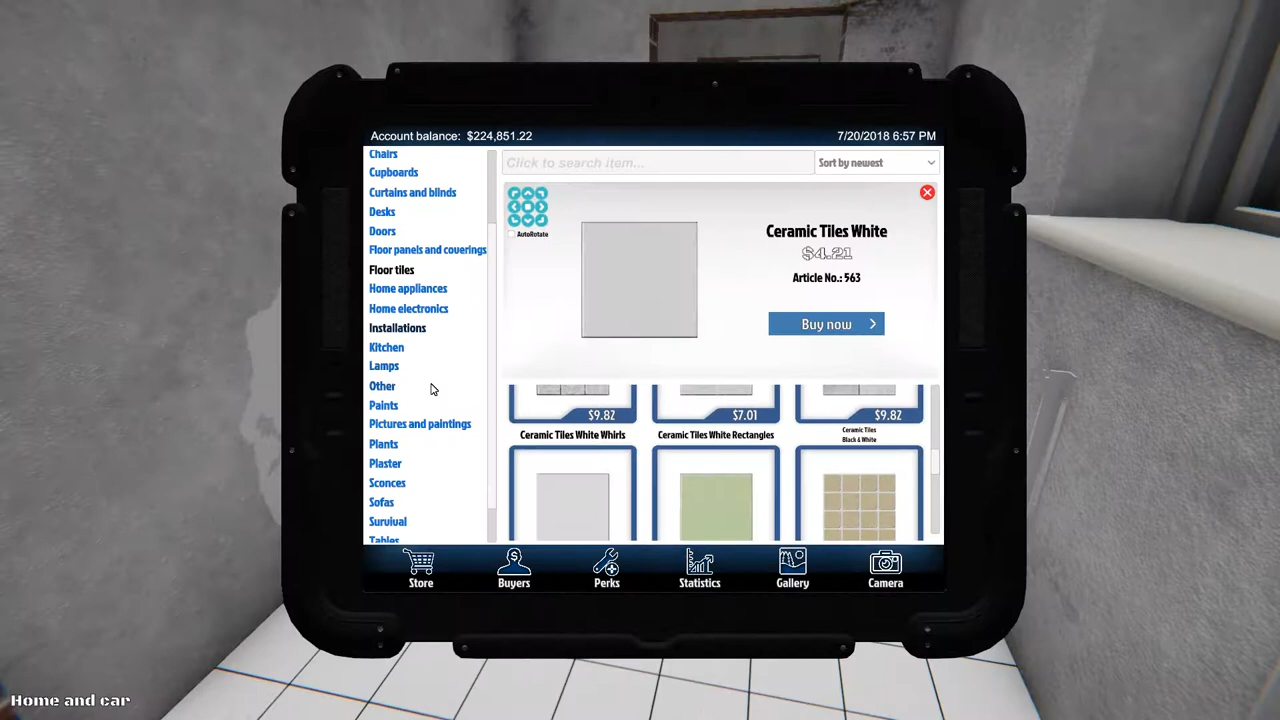 Account balance: $224,851.22
7/20/2018 6:57 PM
Chairs
Cupboards
Curtains and blinds
Desks
Doors
Floor panels and coverings
Floor tiles
Home appliances
Home electronics
Installations
Kitchen
Lamps
Other
Paints
Pictures and paintings
Plants
Plaster
Sconces
Sofas
Survival
Tables
Click to search item...
Sort by newest
AutoRotate
Ceramic Tiles White
$4.21
Article No.: 563
Buy now
$9.82
$7.01
$9.82
Ceramic Tiles White Whirls
Ceramic Tiles White Rectangles
Ceramic Tiles
Black & White
Store
Buyers
Perks
Statistics
Gallery
Camera
Home and car